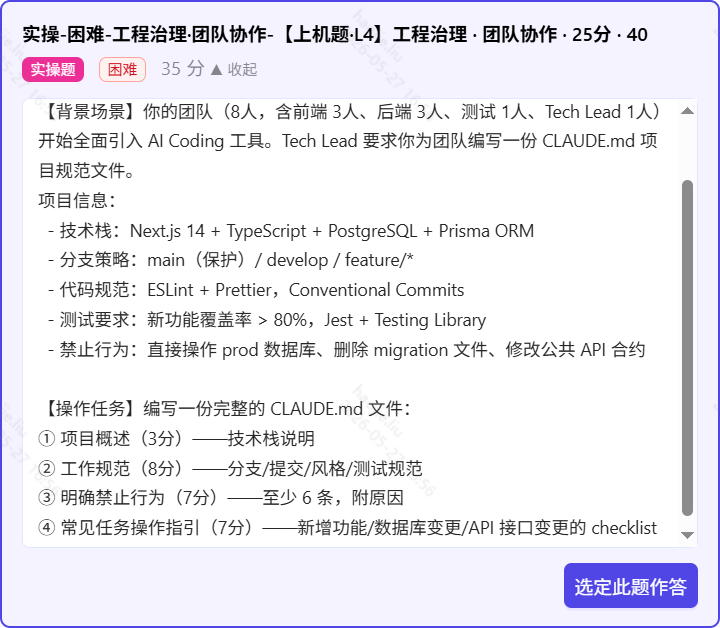 实操-困难-工程治理·团队协作-【上机题·L4】工程治理 · 团队协作 · 25分 · 40
实操题 困难 35 分 ▲ 收起
【背景场景】你的团队（8人，含前端 3人、后端 3人、测试 1人、Tech Lead 1人）
开始全面引入 AI Coding 工具。Tech Lead 要求你为团队编写一份 CLAUDE.md 项
目规范文件。
项目信息：
- 技术栈：Next.js 14 + TypeScript + PostgreSQL + Prisma ORM
- 分支策略：main（保护）/ develop / feature/*
- 代码规范：ESLint + Prettier，Conventional Commits
- 测试要求：新功能覆盖率 > 80%，Jest + Testing Library
- 禁止行为：直接操作 prod 数据库、删除 migration 文件、修改公共 API 合约
【操作任务】编写一份完整的 CLAUDE.md 文件：
① 项目概述（3分）——技术栈说明
② 工作规范（8分）——分支/提交/风格/测试规范
③ 明确禁止行为（7分）——至少 6 条，附原因
④ 常见任务操作指引（7分）——新增功能/数据库变更/API 接口变更的 checklist
选定此题作答